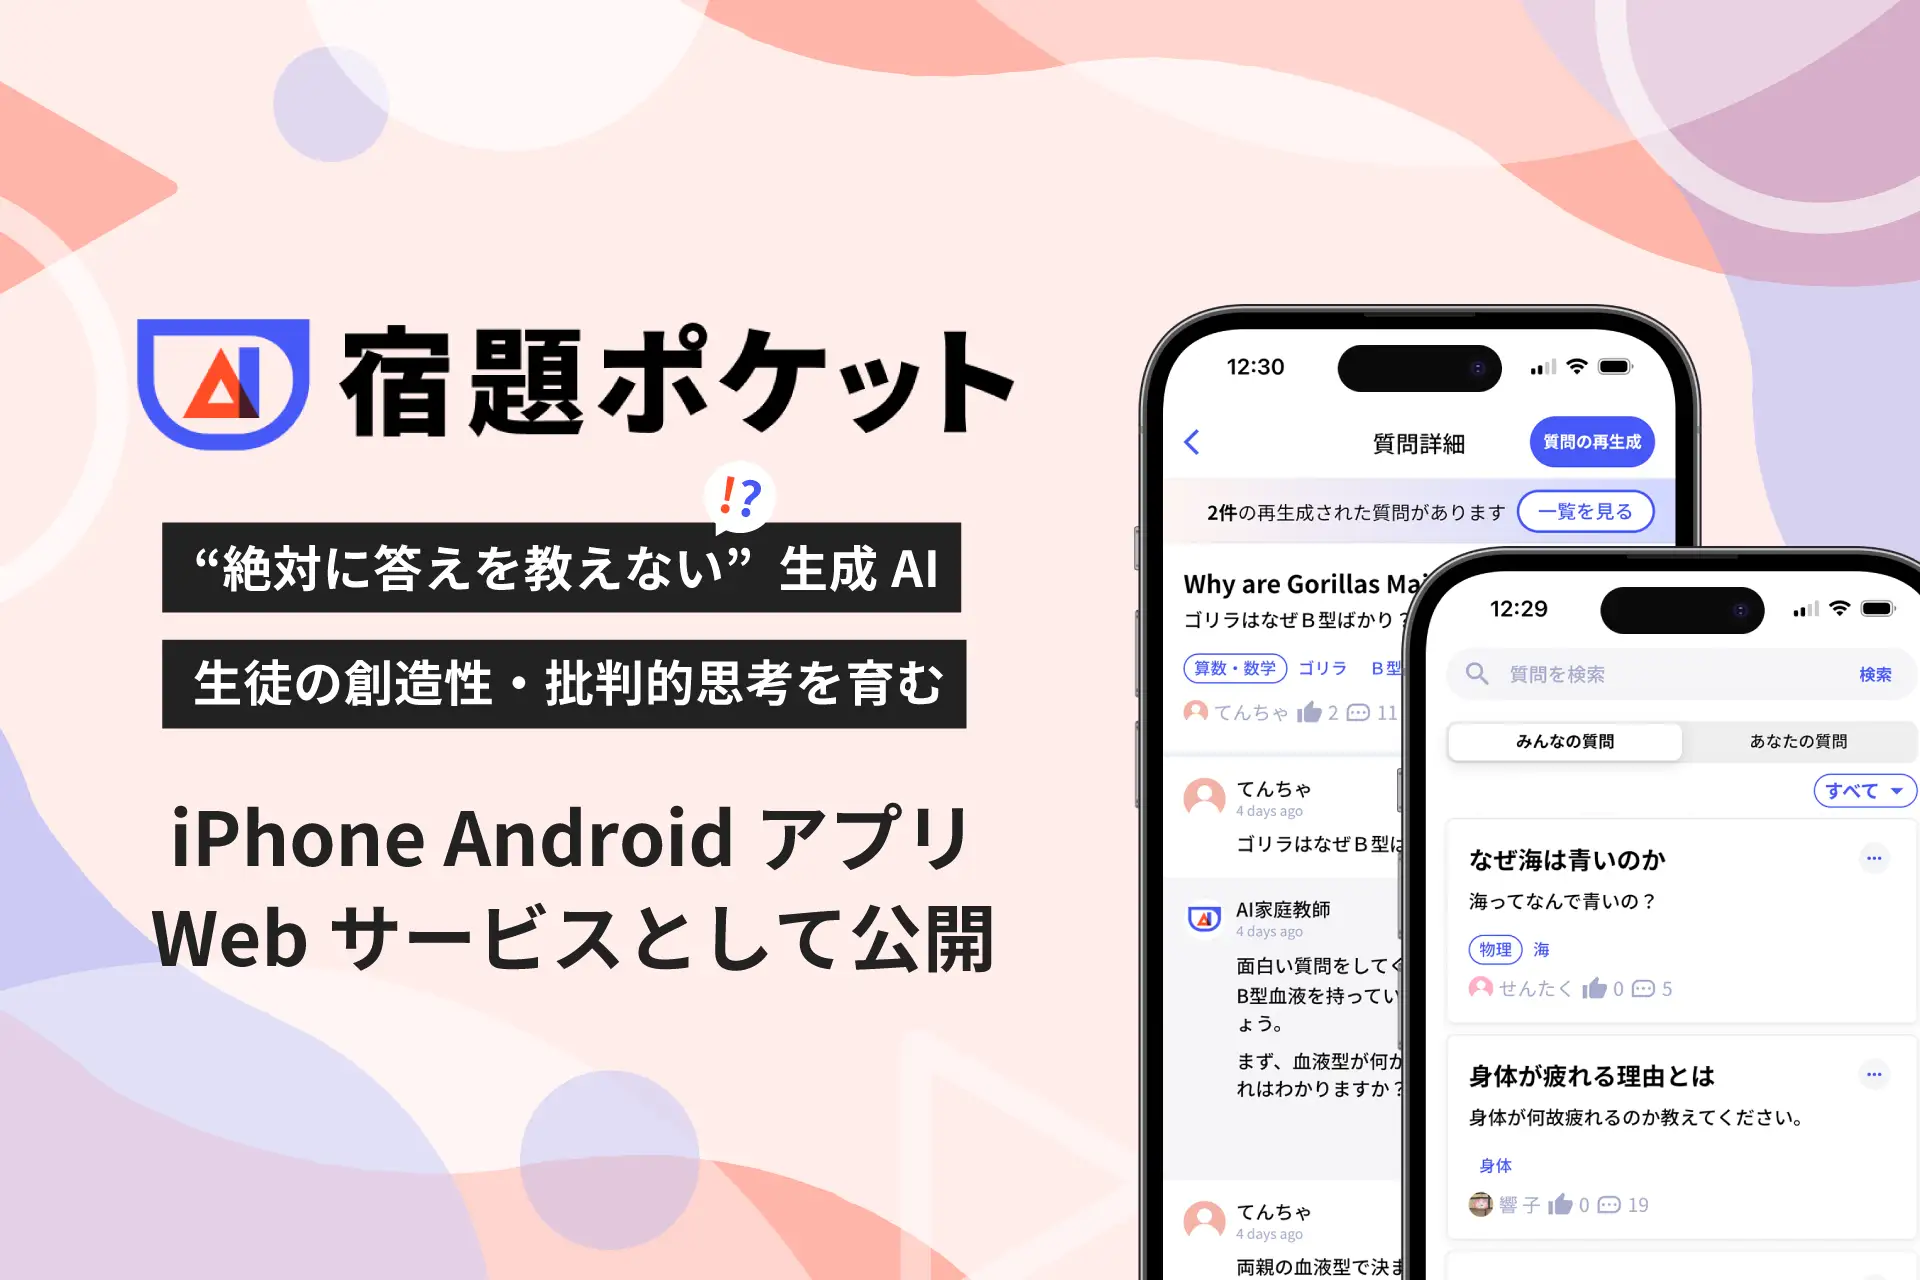 AI 宿題ポケット
!?
“絶対に答えを教えない” 生成 AI
生徒の創造性・批判的思考を育む
iPhone Android アプリ
Web サービスとして公開
12:30
質問詳細
質問の再生成
2件の再生成された質問があります
一覧を見る
Why are Gorillas Mai
ゴリラはなぜB型ばかり？
算数・数学 ゴリラ B型
てんちゃ 2 11
てんちゃ
4 days ago
ゴリラはなぜB型は
AI家庭教師
4 days ago
面白い質問をしてく
B型血液を持ってい
ょう。
まず、血液型が何か
れはわかりますか？
てんちゃ
4 days ago
両親の血液型で決ま
12:29
質問を検索
検索
みんなの質問
あなたの質問
すべて
なぜ海は青いのか
海ってなんで青いの？
物理 海
せんたく 0 5
身体が疲れる理由とは
身体が何故疲れるのか教えてください。
身体
響子 0 19